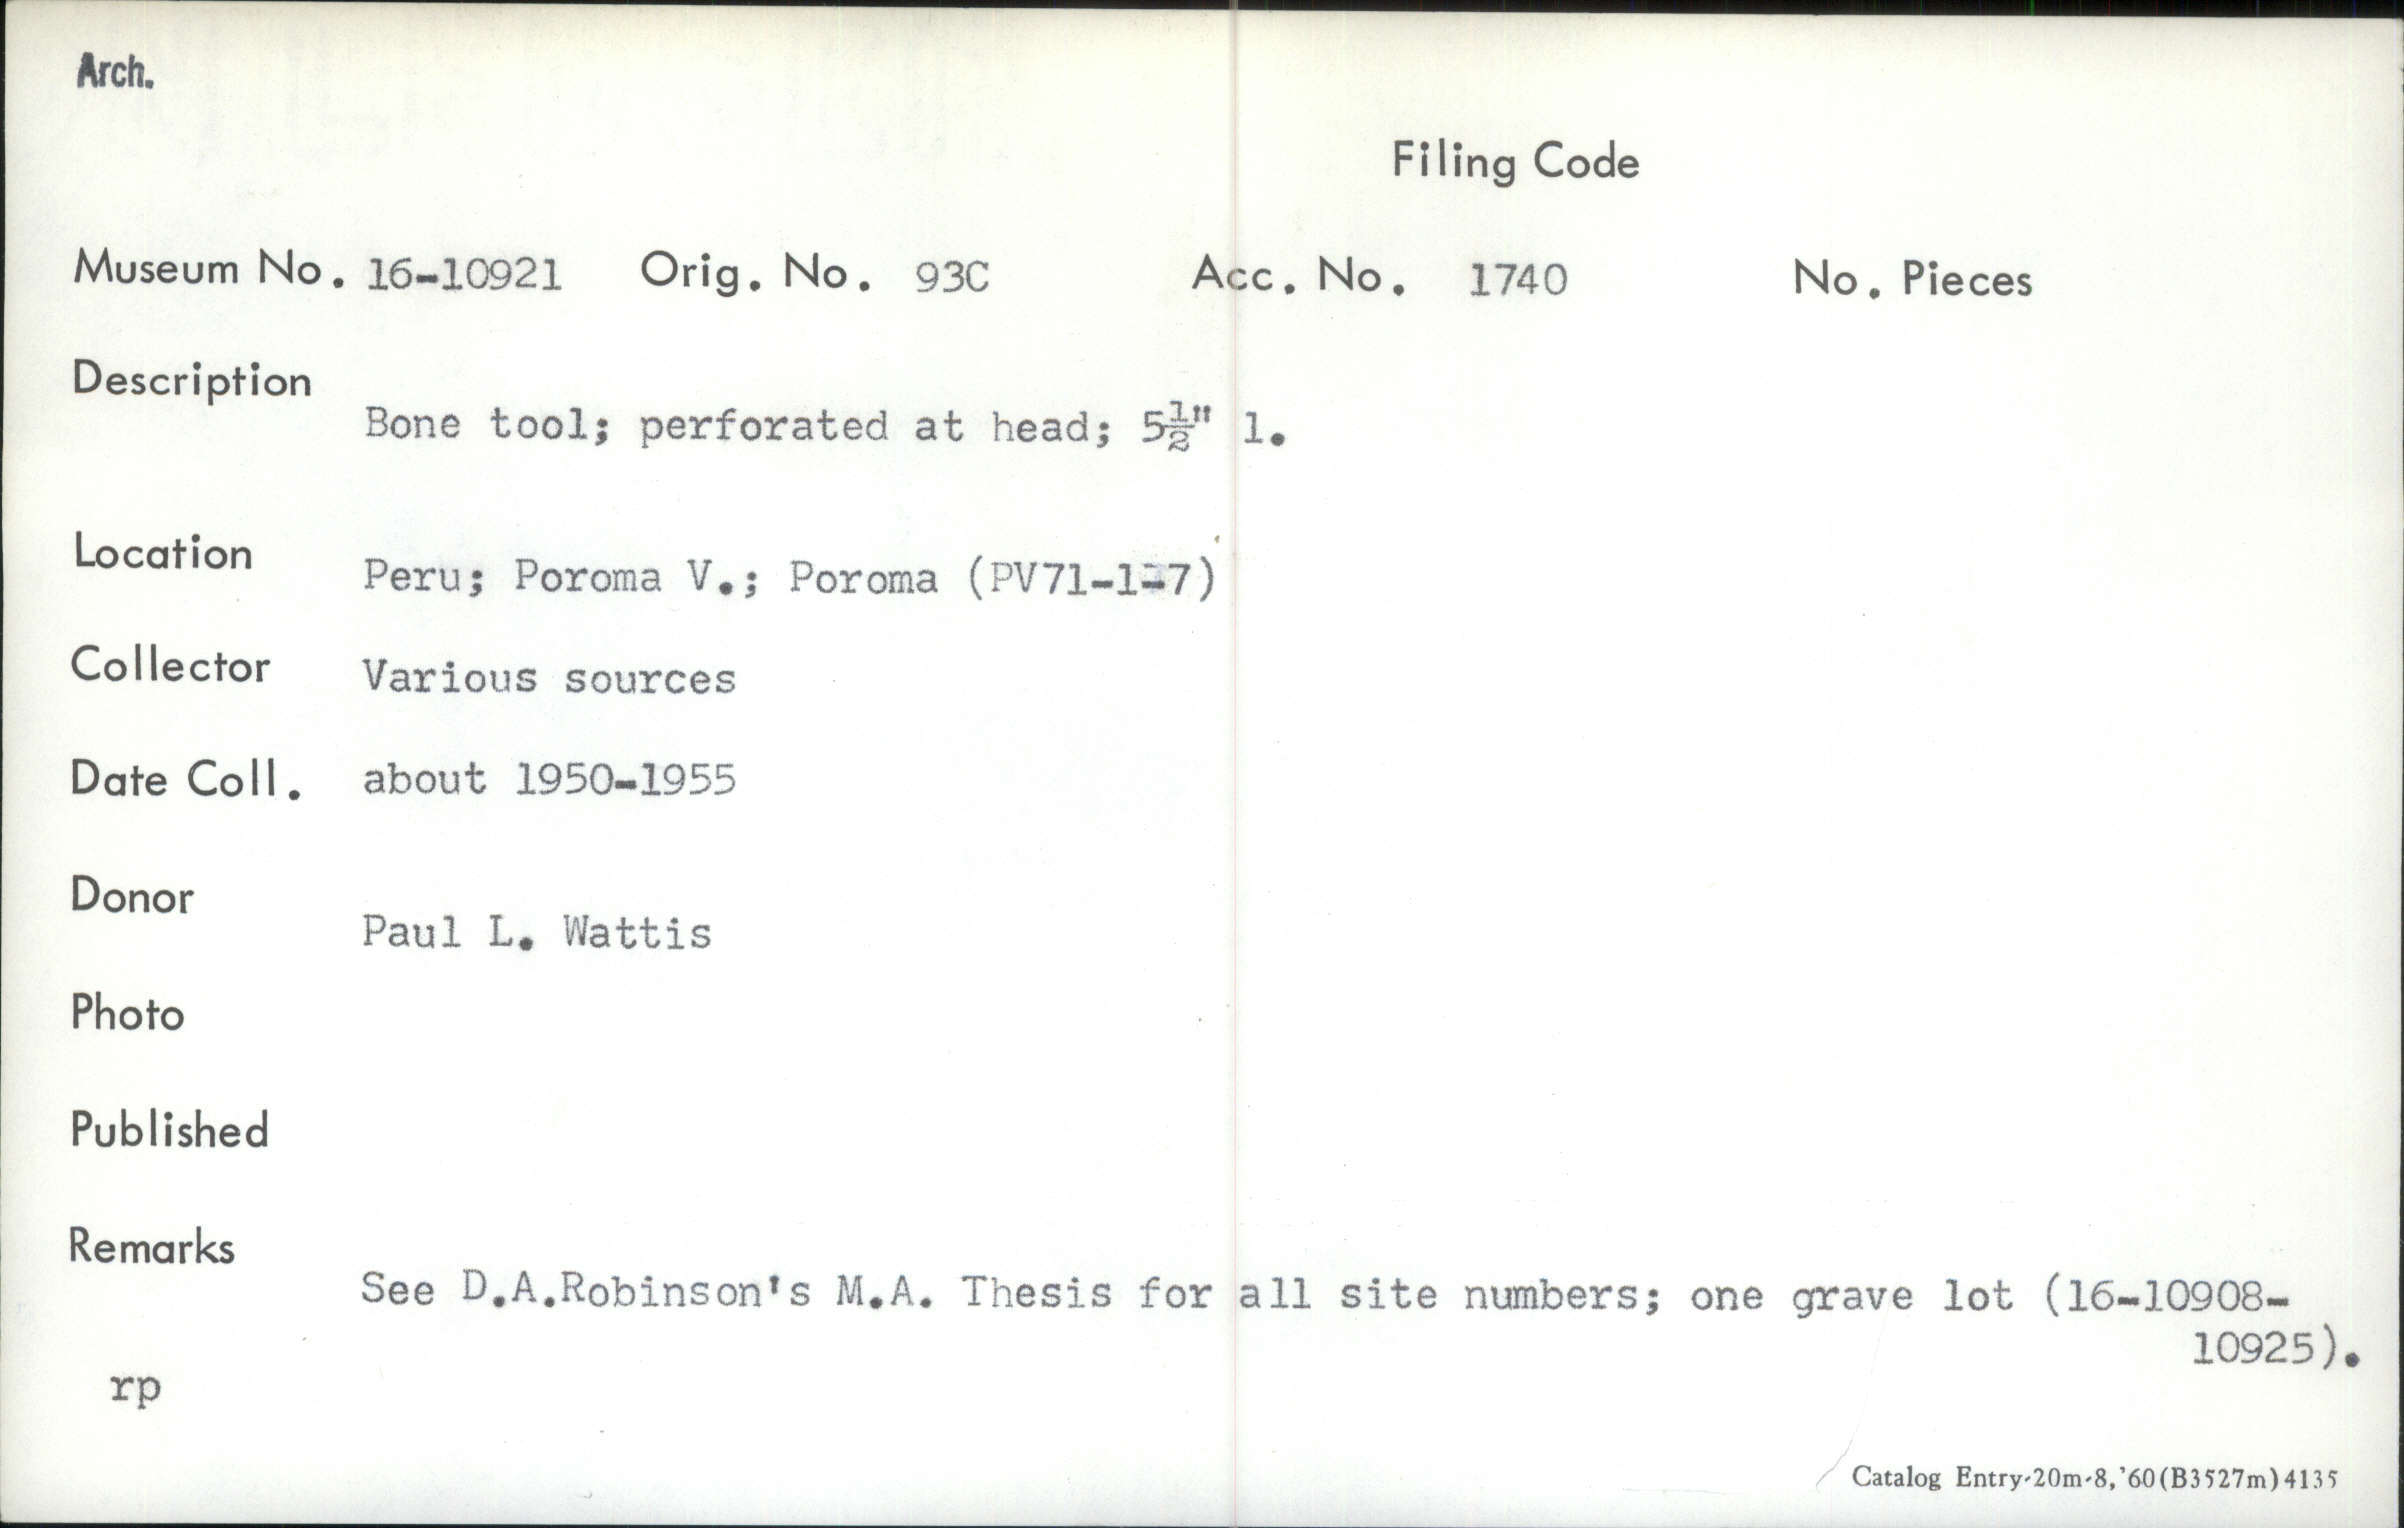 Arch.
Filing Code
Museum No. 16-10921 Orig. No. 93C Acc. No. 1740 No. Pieces
Description
Bone tool; perforated at head; 5½" l.
Location
Peru; Poroma V.; Poroma (PV71-1-7)
Collector Various sources
Date Coll. about 1950-1955
Donor
Paul L. Wattis
Photo
Published
Remarks
See D.A.Robinson's M.A. Thesis for all site numbers; one grave lot (16-10908-
10925).
rp
Catalog Entry-20m-8,'60(B3527m)4135